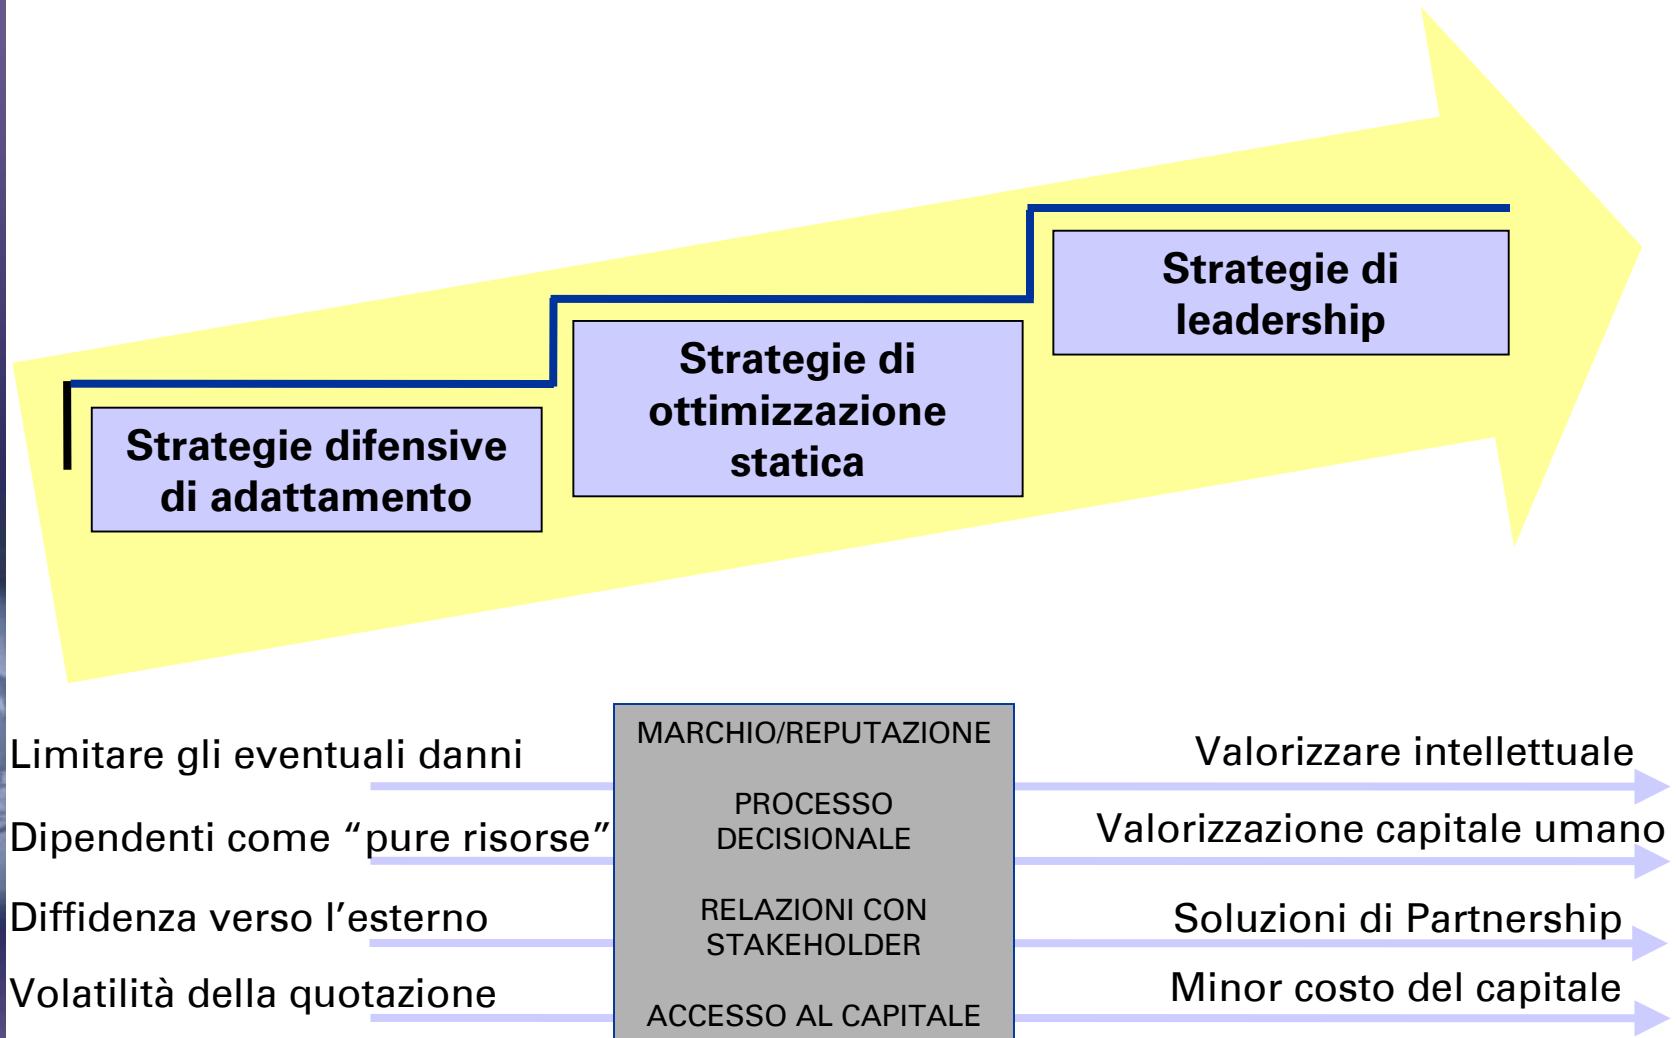 Strategie di
leadership
Strategie di
ottimizzazione
statica
Strategie difensive
di adattamento
MARCHIO/REPUTAZIONE
Limitare gli eventuali danni
Valorizzare intellettuale
PROCESSO
DECISIONALE
Dipendenti come “pure risorse”
Valorizzazione capitale umano
RELAZIONI CON
STAKEHOLDER
Diffidenza verso l’esterno
Soluzioni di Partnership
Volatilità della quotazione
ACCESSO AL CAPITALE
Minor costo del capitale